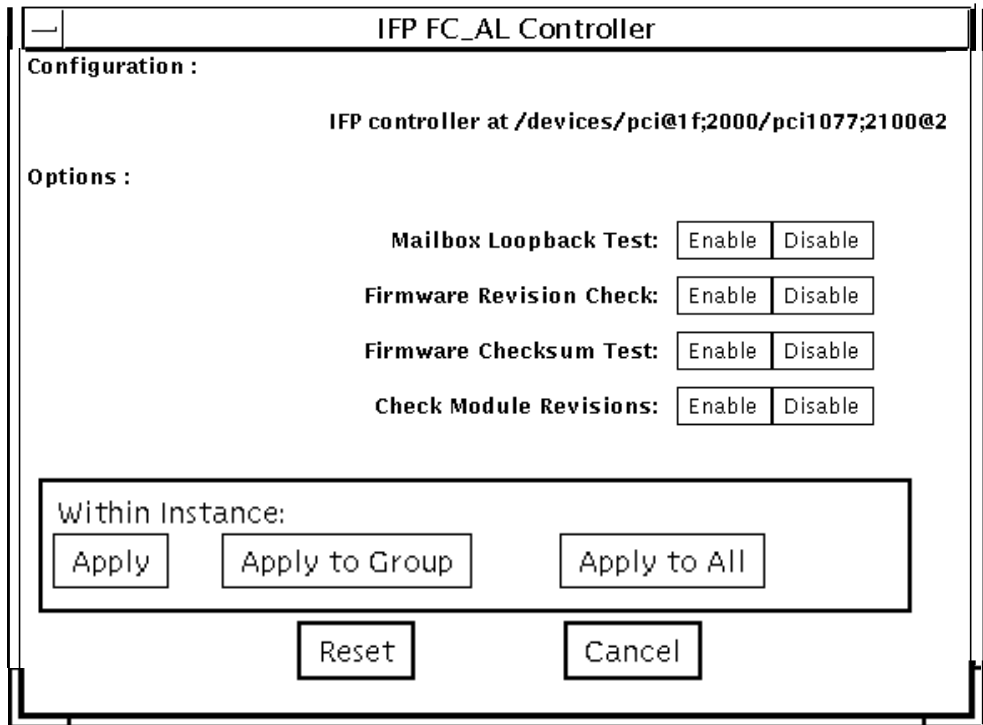 IFP FC_AL Controller
Configuration :
IFP controller at /devices/pci@1f;2000/pci1077;2100@2
Options :
Mailbox Loopback Test: Enable Disable
Firmware Revision Check: Enable Disable
Firmware Checksum Test: Enable Disable
Check Module Revisions: Enable Disable
Within Instance:
Apply Apply to Group Apply to All
Reset Cancel